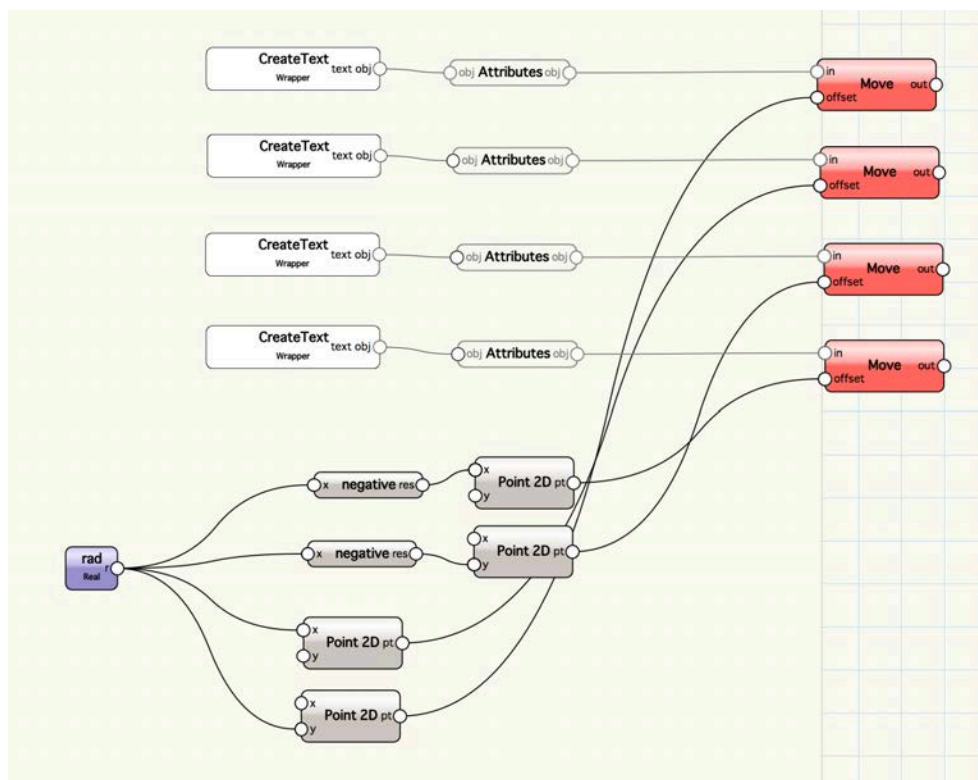 CreateText
Wrapper
text obj
obj Attributes obj
in
Move
out
offset
CreateText
Wrapper
text obj
obj Attributes obj
in
Move
out
offset
CreateText
Wrapper
text obj
obj Attributes obj
in
Move
out
offset
CreateText
Wrapper
text obj
obj Attributes obj
in
Move
out
offset
x negative res
x
Point 2D pt
y
rad
r
Real
x negative res
x
Point 2D pt
y
x
Point 2D pt
y
x
Point 2D pt
y